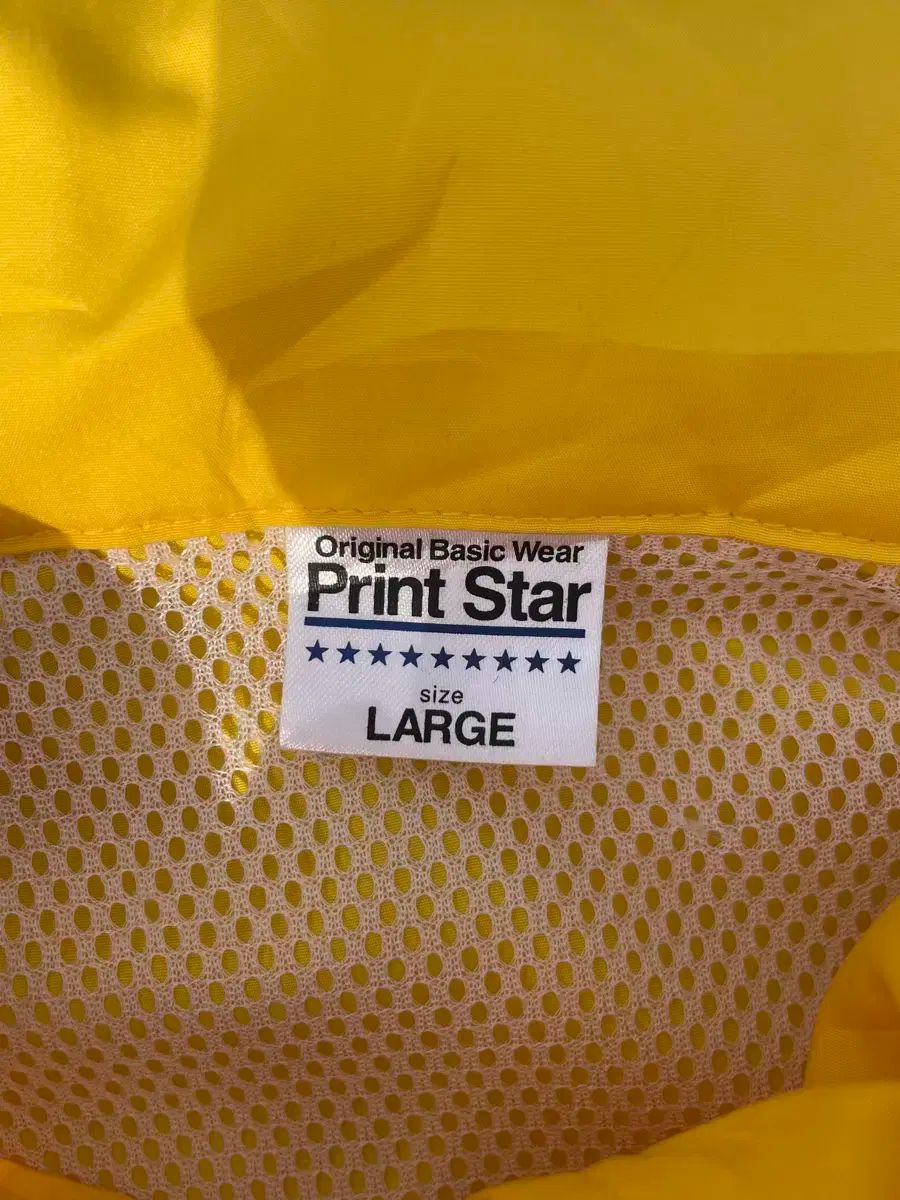 Original Basic Wear
Print Star
★★★★★★★★★
size
LARGE